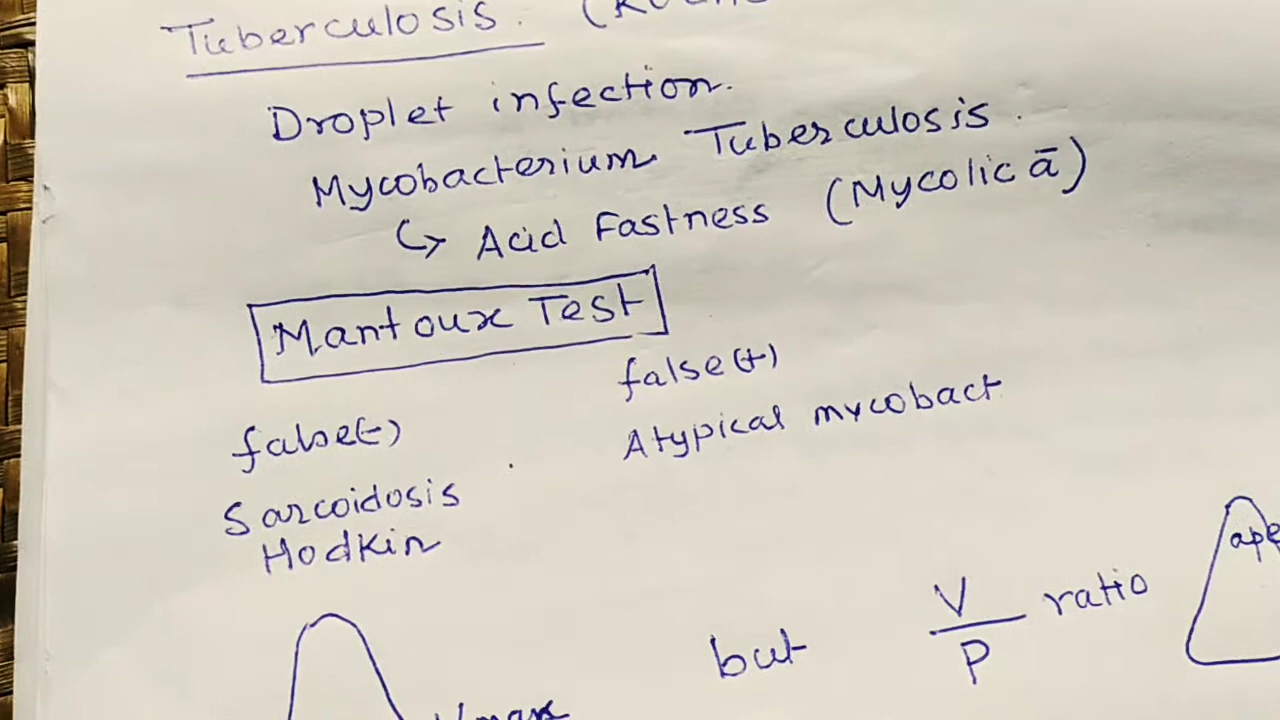 Tuberculosis.
Droplet infection.
Mycobacterium Tuberculosis.
↳ Acid Fastness (Mycolic ā)
Mantoux Test
false(-) false(+)
Sarcoidosis Atypical mycobact
Hodkin
but V/P ratio